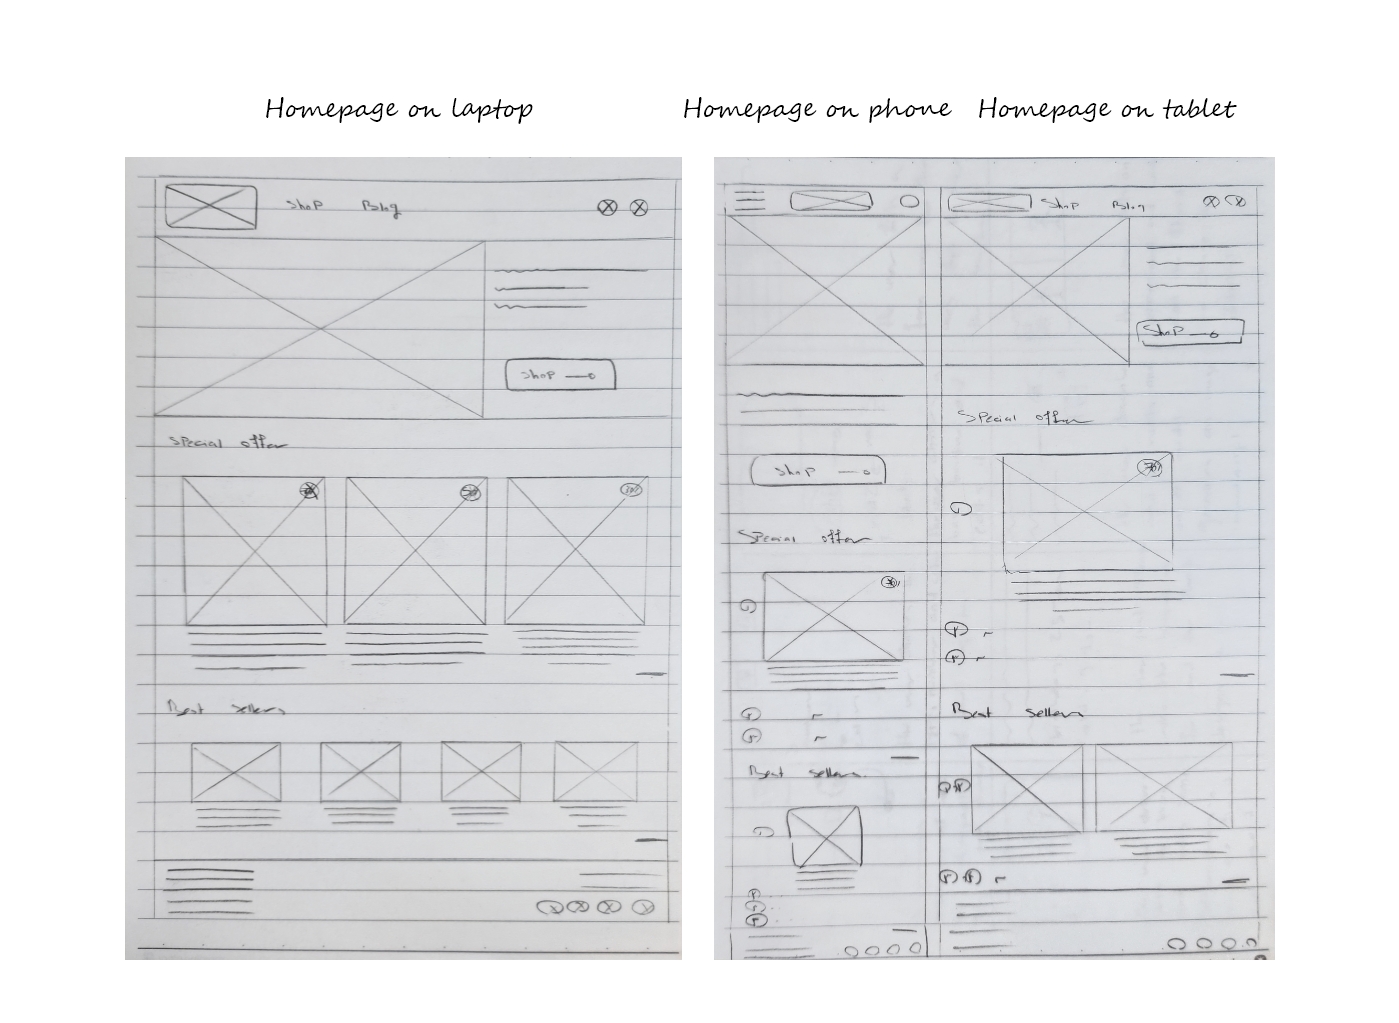 Homepage on laptop
Homepage on phone Homepage on tablet
Shop Blog
Shop
Special offer
Best sellers
Shop
Special offer
Best sellers
Shop Blog
Shop
Special offer
Best sellers